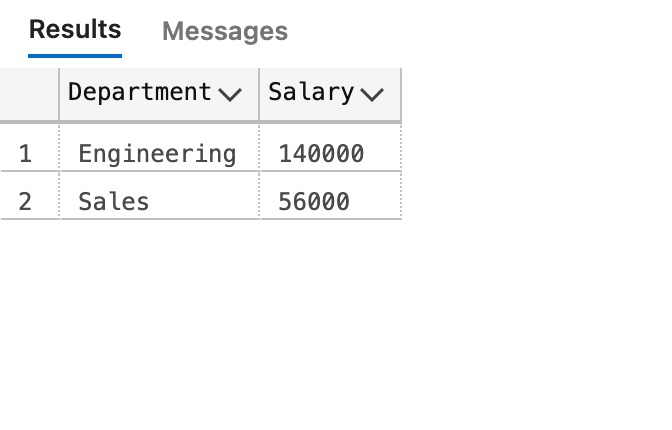 Results Messages
Department Salary
1 Engineering 140000
2 Sales 56000